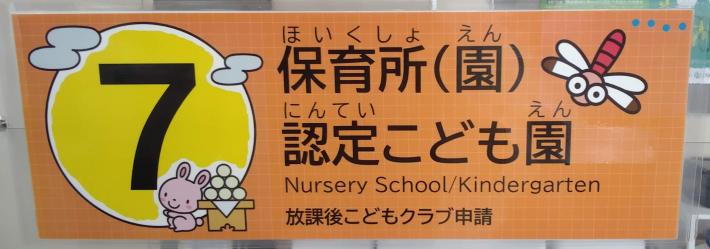 7
ほいくしょ えん
保育所(園)
にんてい えん
認定こども園
Nursery School/Kindergarten
放課後こどもクラブ申請